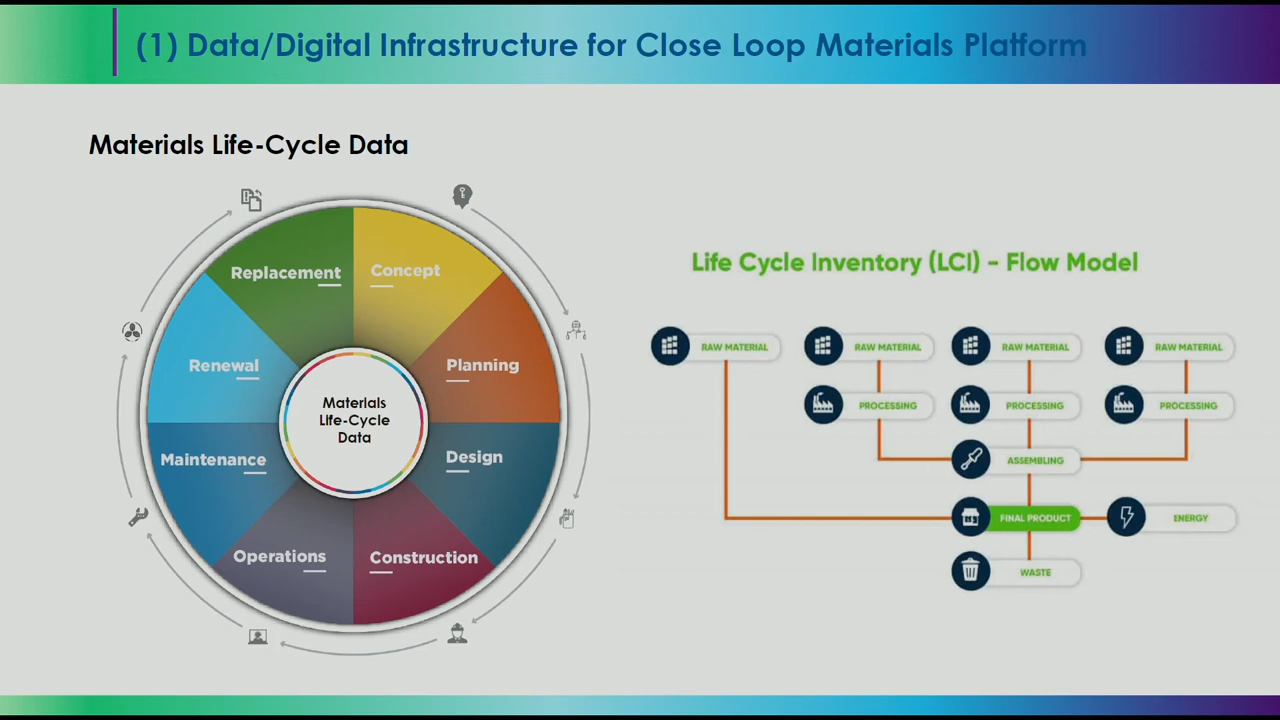 (1) Data/Digital Infrastructure for Close Loop Materials Platform
Materials Life-Cycle Data
Replacement
Concept
Renewal
Planning
Materials
Life-Cycle
Data
Maintenance
Design
Operations
Construction
Life Cycle Inventory (LCI) - Flow Model
RAW MATERIAL
RAW MATERIAL
RAW MATERIAL
RAW MATERIAL
PROCESSING
PROCESSING
PROCESSING
ASSEMBLING
FINAL PRODUCT
ENERGY
WASTE